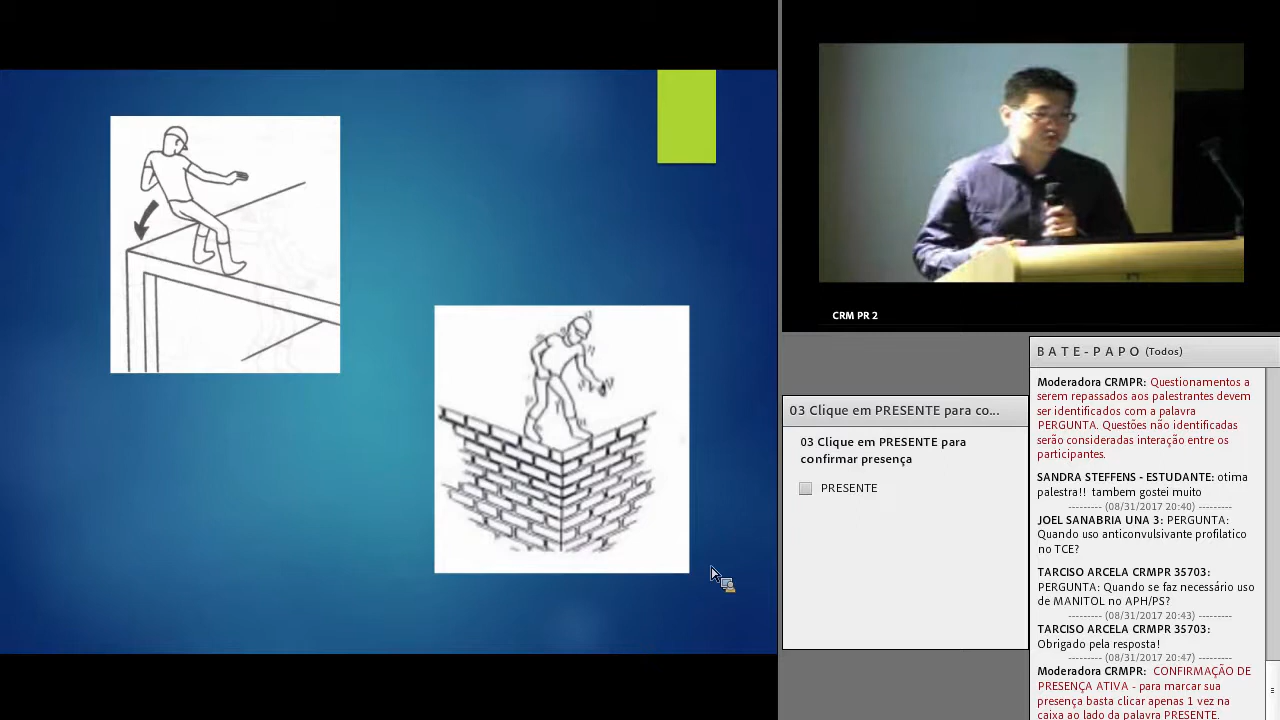 CRM PR 2
03 Clique em PRESENTE para co...
03 Clique em PRESENTE para
confirmar presença
PRESENTE
BATE-PAPO (Todos)
Moderadora CRMPR: Questionamentos a
serem repassados aos palestrantes devem
ser identificados com a palavra
PERGUNTA. Questões não identificadas
serão consideradas interação entre os
participantes.
SANDRA STEFFENS - ESTUDANTE: otima
palestra!! tambem gostei muito
--------- (08/31/2017 20:40) ---------
JOEL SANABRIA UNA 3: PERGUNTA:
Quando uso anticonvulsivante profilatico
no TCE?
TARCISO ARCELA CRMPR 35703:
PERGUNTA: Quando se faz necessário uso
de MANITOL no APH/PS?
--------- (08/31/2017 20:43) ---------
TARCISO ARCELA CRMPR 35703:
Obrigado pela resposta!
--------- (08/31/2017 20:47) ---------
Moderadora CRMPR: CONFIRMAÇÃO DE
PRESENÇA ATIVA - para marcar sua
presença basta clicar apenas 1 vez na
caixa ao lado da palavra PRESENTE.